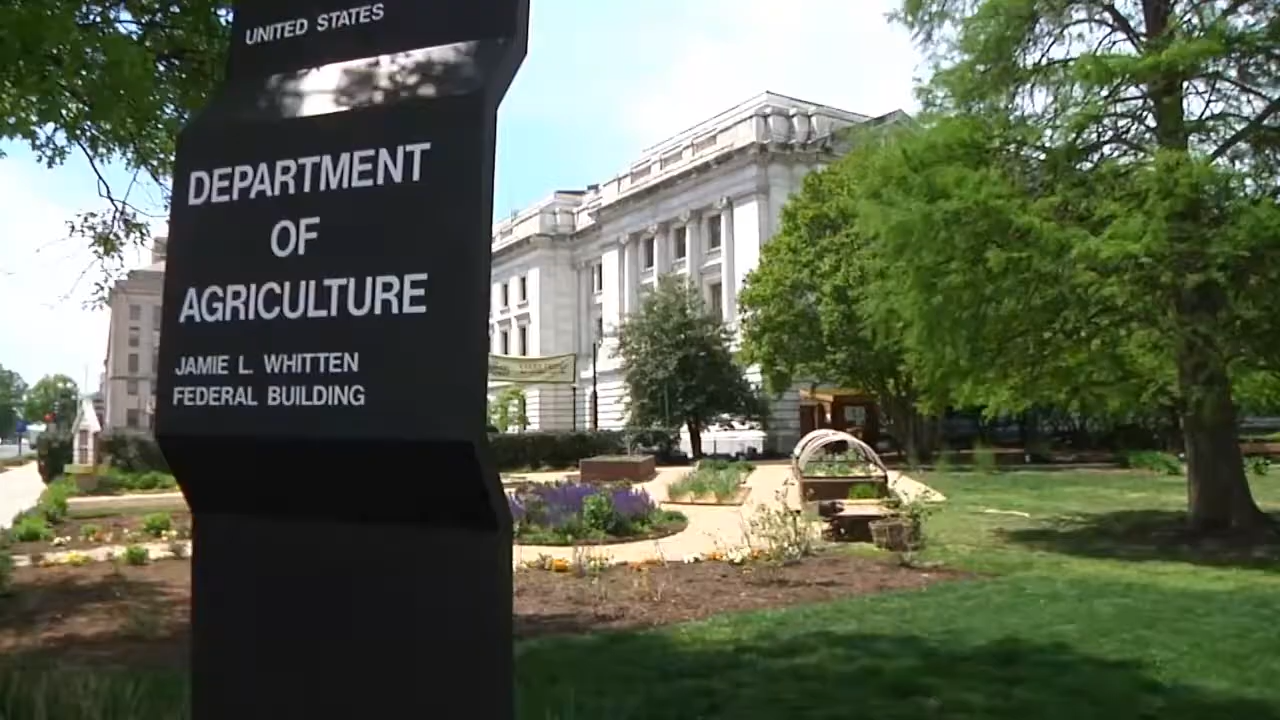 UNITED STATES
DEPARTMENT
OF
AGRICULTURE
JAMIE L. WHITTEN
FEDERAL BUILDING